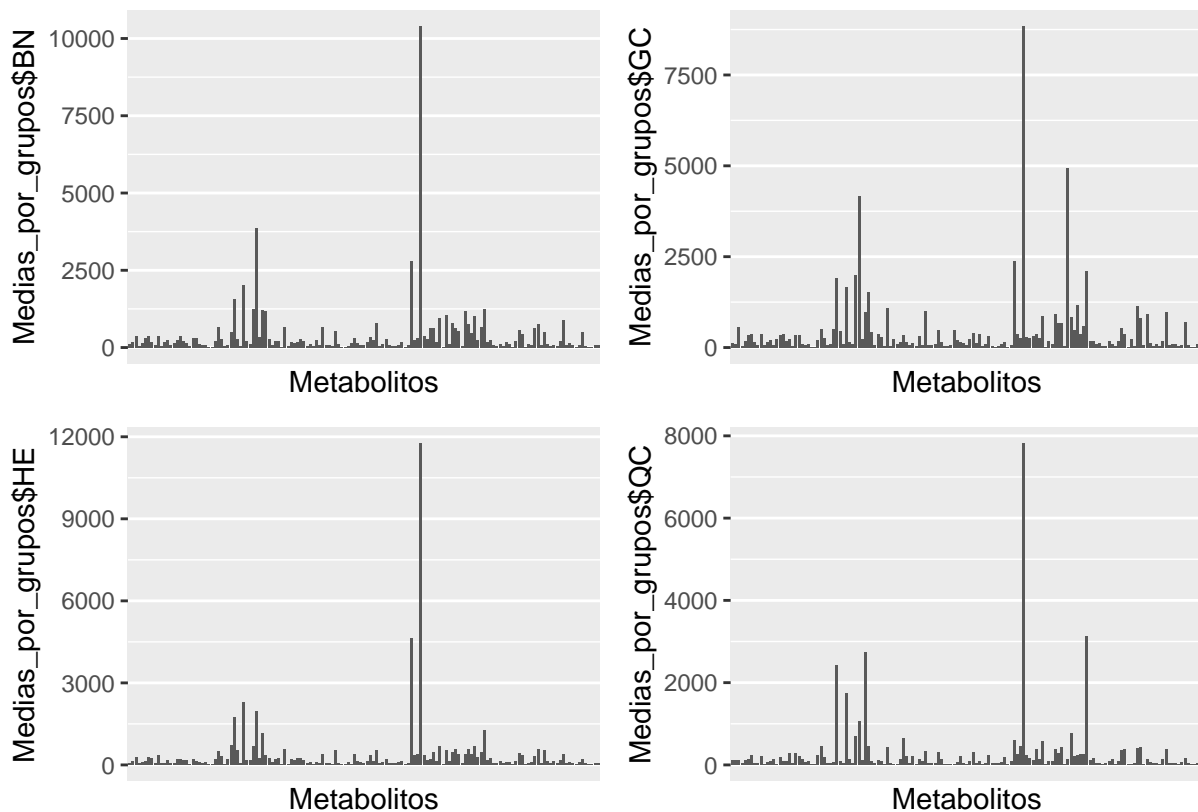 Medias_por_grupos$BN
10000
7500
5000
2500
0
Metabolitos
Medias_por_grupos$GC
7500
5000
2500
0
Metabolitos
Medias_por_grupos$HE
12000
9000
6000
3000
0
Metabolitos
Medias_por_grupos$QC
8000
6000
4000
2000
0
Metabolitos